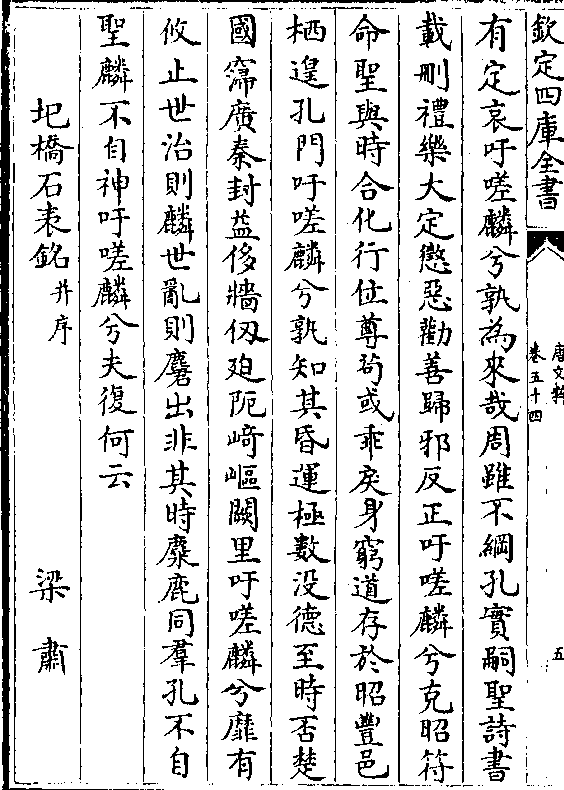 欽定四庫全書
唐文粹
卷五十四
五
有定哀吁嗟麟兮孰為來哉周雖不綱孔實嗣聖詩書
載刪禮樂大定懲惡勸善歸邪反正吁嗟麟兮克昭符
命聖與時合化行位尊苟或乖戾身窮道存於昭豐邑
栖遑孔門吁嗟麟兮孰知其昏運極數没德至時否楚
國窩廣秦封益侈牆仭廹阨﨑嶇闕里吁嗟麟兮靡有
攸止世治則麟世亂則麏出非其時麋鹿同羣孔不自
聖麟不自神吁嗟麟兮夫復何云
圯橋石表銘并序
梁肅